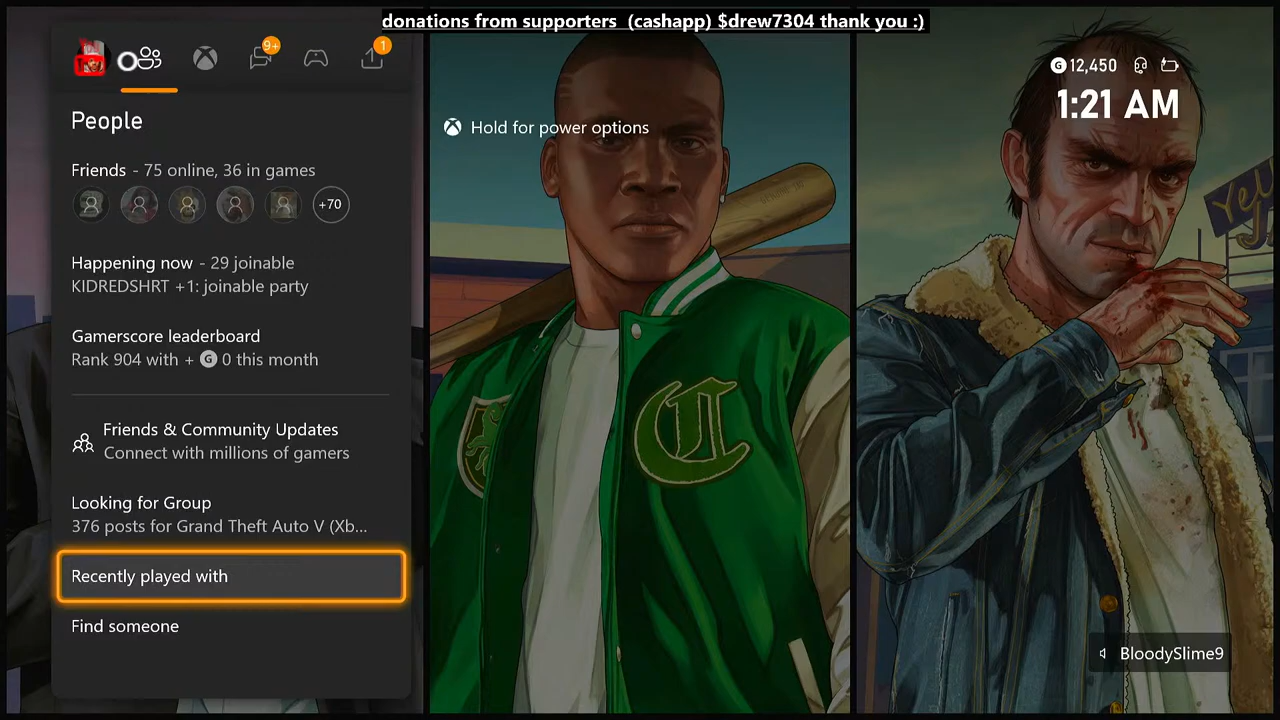 donations from supporters (cashapp) $drew7304 thank you :)
9+
1
G 12,450
1:21 AM
People
Hold for power options
Friends - 75 online, 36 in games
+70
Happening now - 29 joinable
KIDREDSHRT +1: joinable party
Gamerscore leaderboard
Rank 904 with + G 0 this month
Friends & Community Updates
Connect with millions of gamers
Looking for Group
376 posts for Grand Theft Auto V (Xb...
Recently played with
Find someone
BloodySlime9